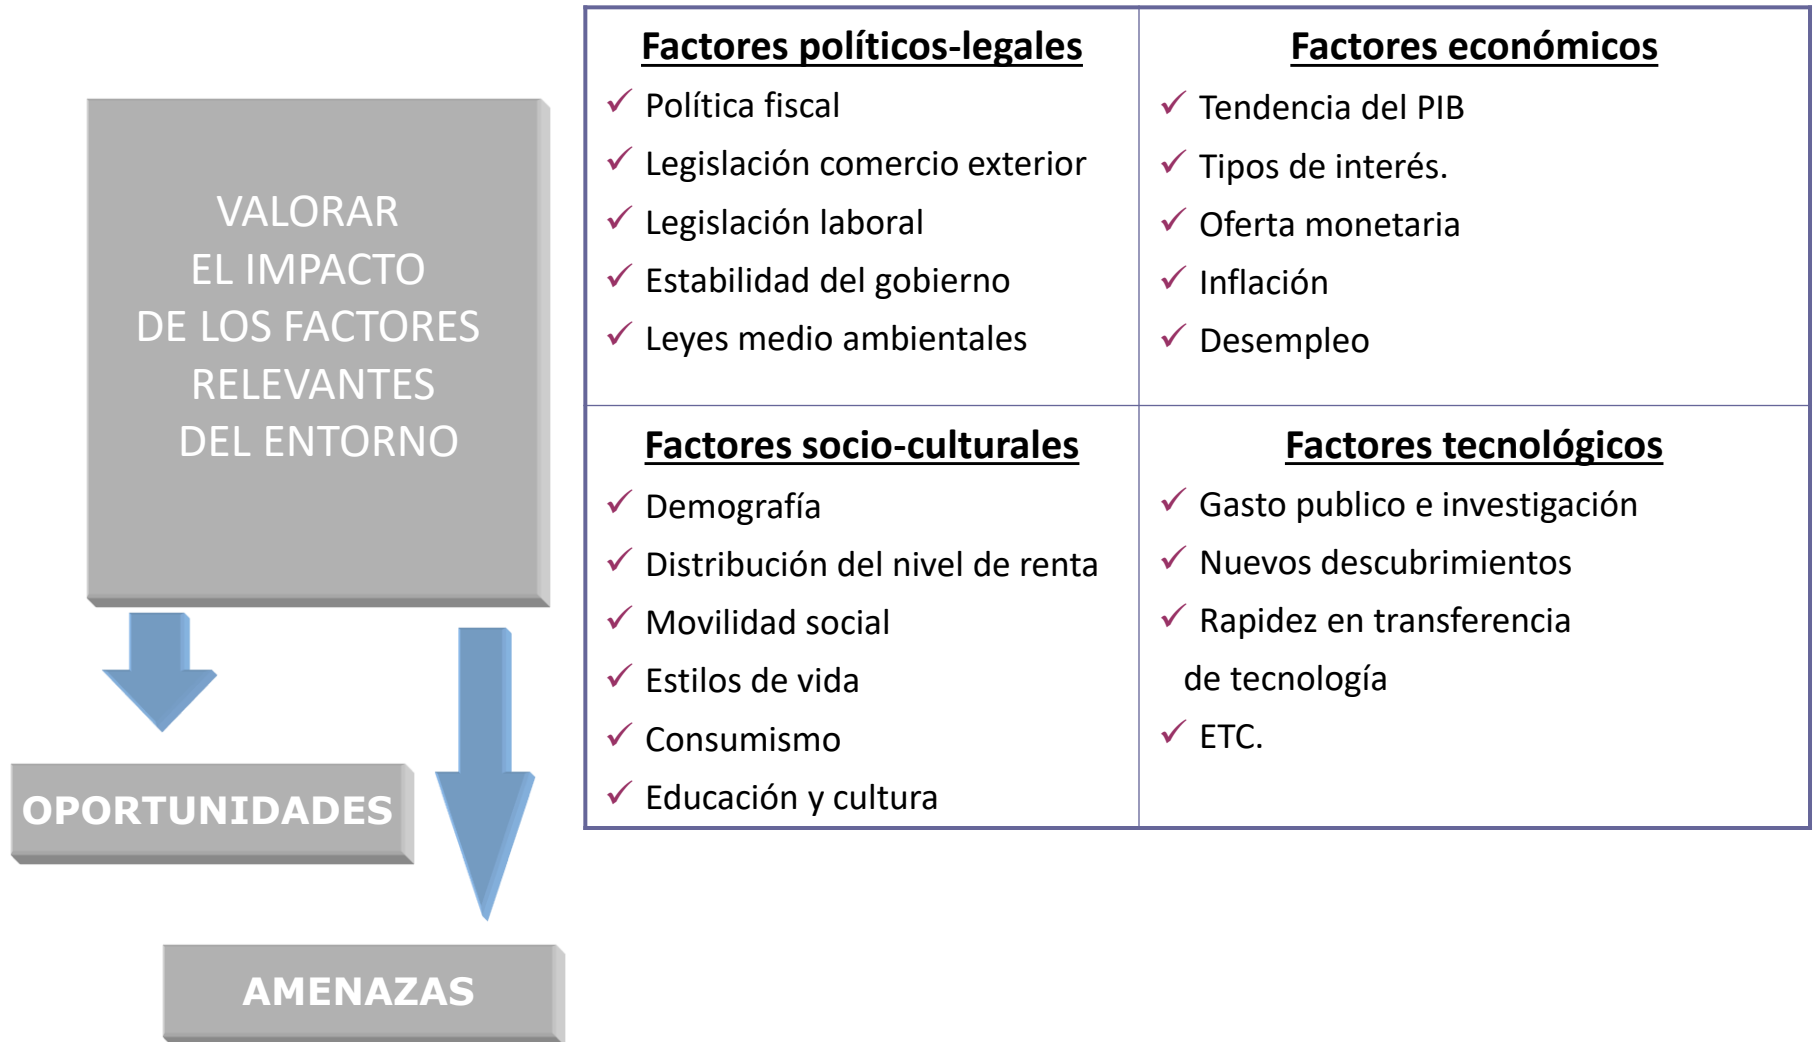 VALORAR
EL IMPACTO
DE LOS FACTORES
RELEVANTES
DEL ENTORNO
OPORTUNIDADES
AMENAZAS
Factores políticos-legales
✓ Política fiscal
✓ Legislación comercio exterior
✓ Legislación laboral
✓ Estabilidad del gobierno
✓ Leyes medio ambientales
Factores económicos
✓ Tendencia del PIB
✓ Tipos de interés.
✓ Oferta monetaria
✓ Inflación
✓ Desempleo
Factores socio-culturales
✓ Demografía
✓ Distribución del nivel de renta
✓ Movilidad social
✓ Estilos de vida
✓ Consumismo
✓ Educación y cultura
Factores tecnológicos
✓ Gasto publico e investigación
✓ Nuevos descubrimientos
✓ Rapidez en transferencia
de tecnología
✓ ETC.